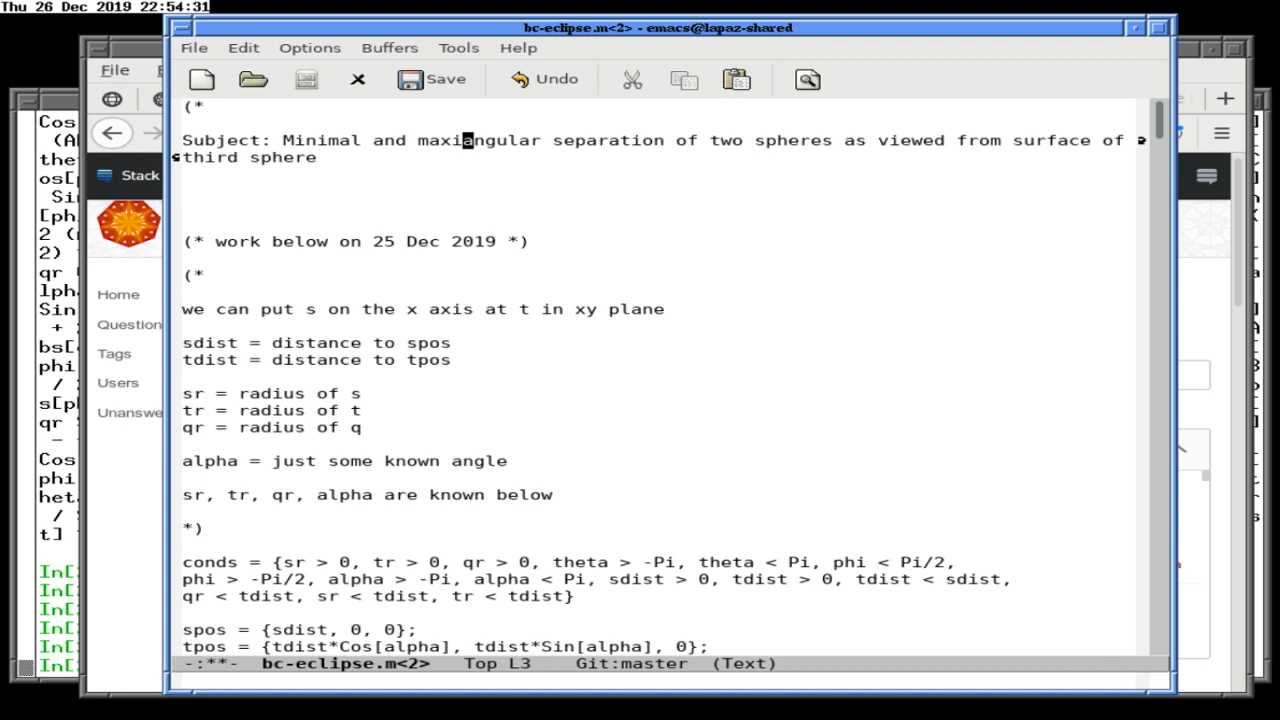 Thu 26 Dec 2019 22:54:31
bc-eclipse.m<2> - emacs@lapaz-shared
File Edit Options Buffers Tools Help
Save Undo
(*
Subject: Minimal and maxiangular separation of two spheres as viewed from surface of
third sphere
(* work below on 25 Dec 2019 *)
(*
we can put s on the x axis at t in xy plane
sdist = distance to spos
tdist = distance to tpos
sr = radius of s
tr = radius of t
qr = radius of q
alpha = just some known angle
sr, tr, qr, alpha are known below
*)
conds = {sr > 0, tr > 0, qr > 0, theta > -Pi, theta < Pi, phi < Pi/2,
phi > -Pi/2, alpha > -Pi, alpha < Pi, sdist > 0, tdist > 0, tdist < sdist,
qr < tdist, sr < tdist, tr < tdist}
spos = {sdist, 0, 0};
tpos = {tdist*Cos[alpha], tdist*Sin[alpha], 0};
-:**- bc-eclipse.m<2> Top L3 Git:master (Text)
File
Stack
Home
Question
Tags
Users
Unanswe
Cos
(Ab
thet
os[p
Sin
[ph
2 (
2)
qr
lph
Sin
+
bs[
phi
/
s[p
qr
-
Cos
phi
het
/
t]
In[
In[
In[
In[
In[
In[